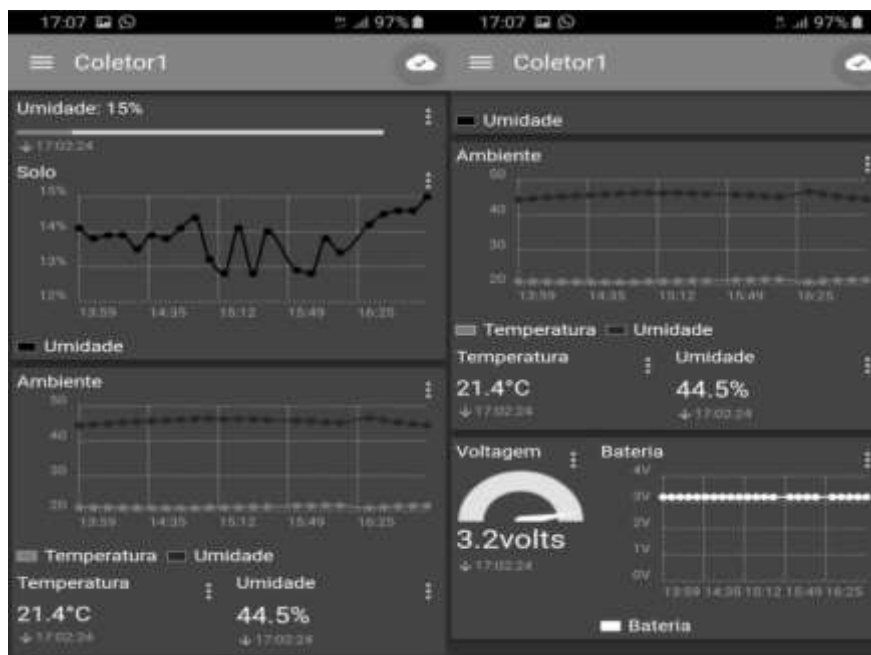 17:07 97%
Coletor1
Umidade: 15%
17:02:24
Solo
15%
14%
13%
12%
13:59 14:35 15:12 15:49 16:25
Umidade
Ambiente
50
40
30
20
13:59 14:35 15:12 15:49 16:25
Temperatura Umidade
Temperatura Umidade
21.4°C 44.5%
17:02:24 17:02:24
17:07 97%
Coletor1
Umidade
Ambiente
50
40
30
20
13:59 14:35 15:12 15:49 16:25
Temperatura Umidade
Temperatura Umidade
21.4°C 44.5%
17:02:24 17:02:24
Voltagem Bateria
4V
3V
2V
1V
0V
3.2volts
17:02:24
13:59 14:35 15:12 15:49 16:25
Bateria